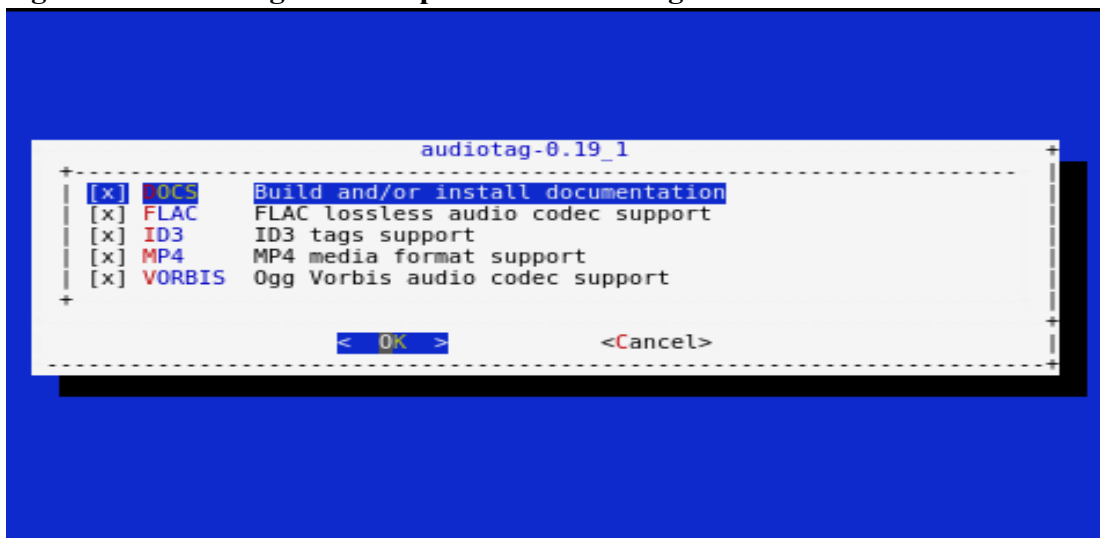 audiotag-0.19_1
[x] DOCS Build and/or install documentation
[x] FLAC FLAC lossless audio codec support
[x] ID3 ID3 tags support
[x] MP4 MP4 media format support
[x] VORBIS Ogg Vorbis audio codec support
< OK > <Cancel>